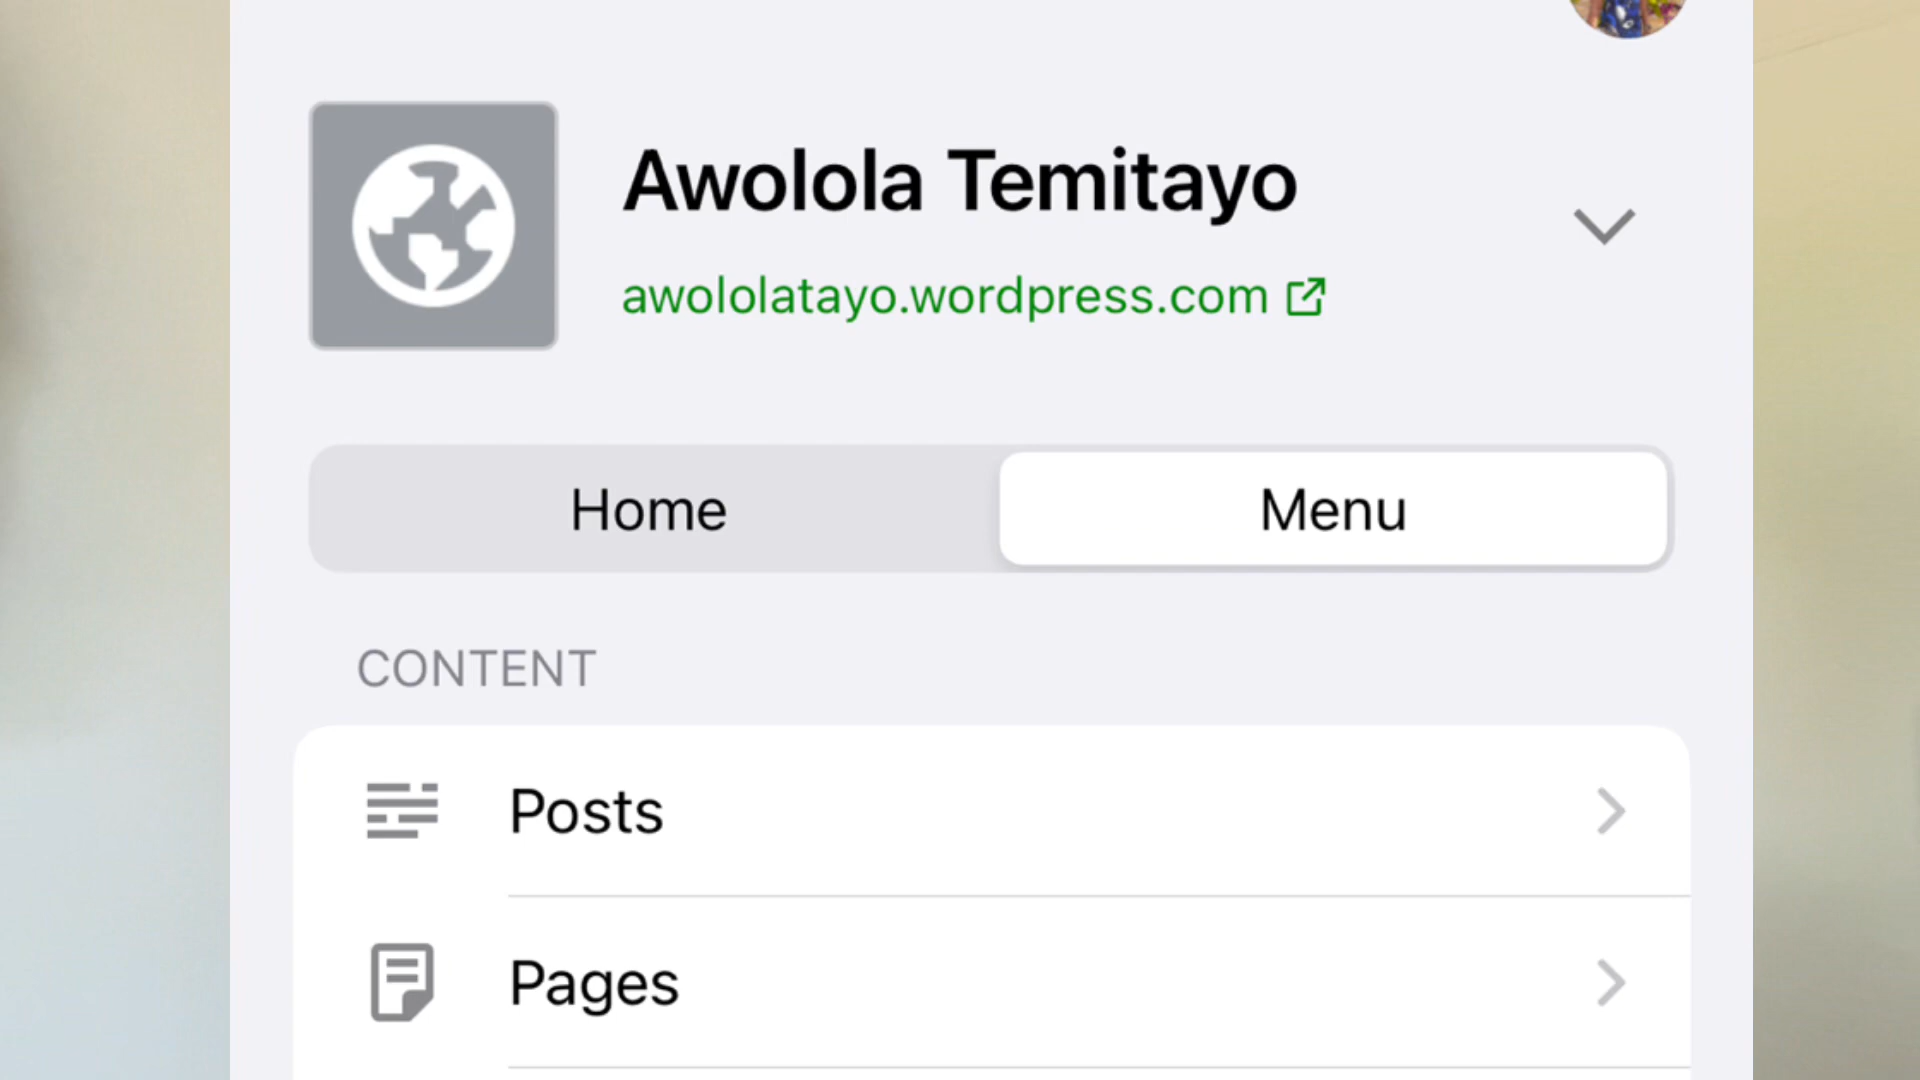 Awolola Temitayo
awololatayo.wordpress.com
Home
Menu
CONTENT
Posts
Pages